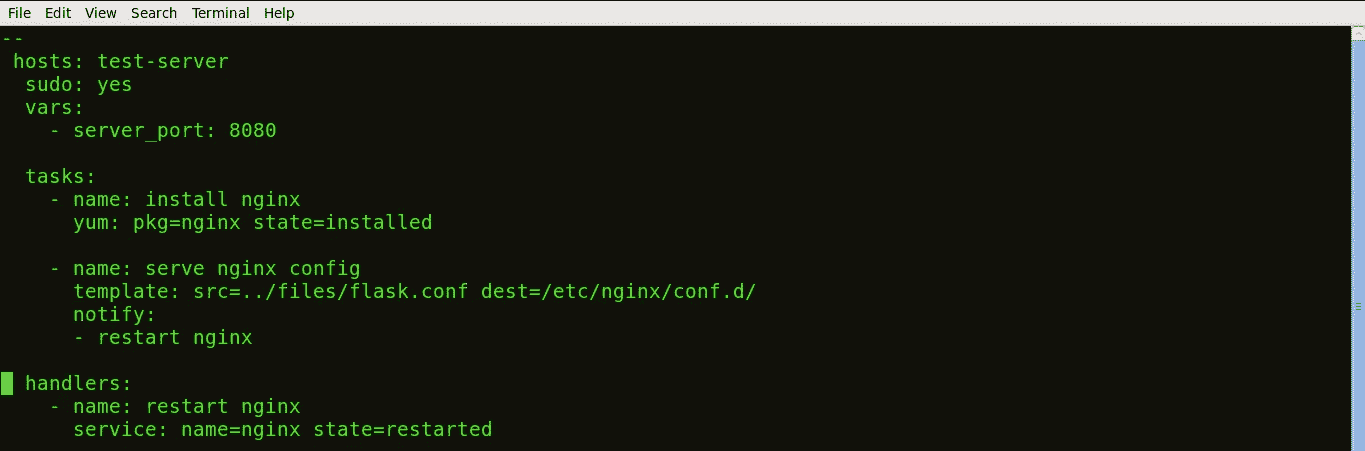 File Edit View Search Terminal Help
--
 hosts: test-server
  sudo: yes
  vars:
    - server_port: 8080
  tasks:
    - name: install nginx
      yum: pkg=nginx state=installed
    - name: serve nginx config
      template: src=../files/flask.conf dest=/etc/nginx/conf.d/
      notify:
      - restart nginx
  handlers:
    - name: restart nginx
      service: name=nginx state=restarted